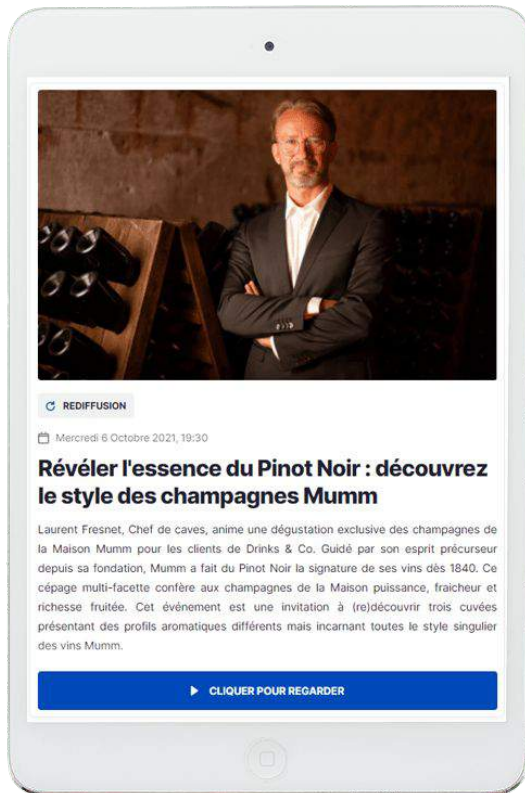 REDIFFUSION
Mercredi 6 Octobre 2021, 19:30
Révéler l'essence du Pinot Noir : découvrez
le style des champagnes Mumm
Laurent Fresnet, Chef de caves, anime une dégustation exclusive des champagnes de
la Maison Mumm pour les clients de Drinks & Co. Guidé par son esprit précurseur
depuis sa fondation, Mumm a fait du Pinot Noir la signature de ses vins dès 1840. Ce
cépage multi-facette confère aux champagnes de la Maison puissance, fraicheur et
richesse fruitée. Cet événement est une invitation à (re)découvrir trois cuvées
présentant des profils aromatiques différents mais incarnant toutes le style singulier
des vins Mumm.
CLIQUER POUR REGARDER